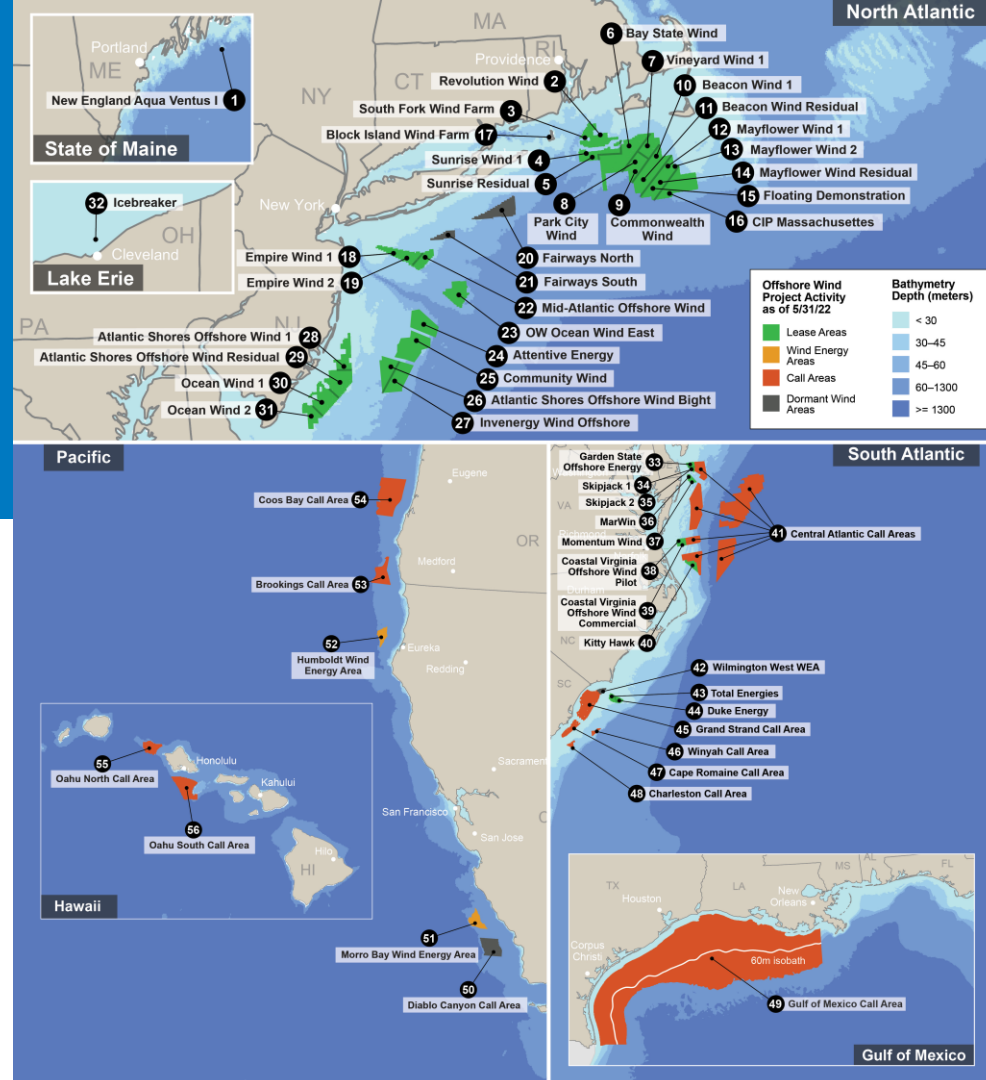 North Atlantic
MA
RI
Providence
CT
NY
New York
PA
NJ
Portland
ME
New England Aqua Ventus I 1
State of Maine
32 Icebreaker
OH
Cleveland
Lake Erie
6 Bay State Wind
7 Vineyard Wind 1
Revolution Wind 2
10 Beacon Wind 1
South Fork Wind Farm 3
11 Beacon Wind Residual
Block Island Wind Farm 17
12 Mayflower Wind 1
13 Mayflower Wind 2
Sunrise Wind 1 4
14 Mayflower Wind Residual
Sunrise Residual 5
15 Floating Demonstration
8
Park City
Wind
9
Commonwealth
Wind
16 CIP Massachusettes
Empire Wind 1 18
20 Fairways North
Empire Wind 2 19
21 Fairways South
22 Mid-Atlantic Offshore Wind
23 OW Ocean Wind East
Atlantic Shores Offshore Wind 1 28
24 Attentive Energy
Atlantic Shores Offshore Wind Residual 29
25 Community Wind
Ocean Wind 1 30
26 Atlantic Shores Offshore Wind Bight
Ocean Wind 2 31
27 Invenergy Wind Offshore
Offshore Wind
Project Activity
as of 5/31/22
Lease Areas
Wind Energy
Areas
Call Areas
Dormant Wind
Areas
Bathymetry
Depth (meters)
< 30
30–45
45–60
60–1300
>= 1300
Pacific
Eugene
Coos Bay Call Area 54
OR
Medford
Brookings Call Area 53
52
Humboldt Wind
Energy Area
Eureka
Redding
Sacrament
San Francisco
C
San Jose
55
Oahu North Call Area
Honolulu
Kahului
56
Oahu South Call Area
Hilo
HI
Hawaii
51
Morro Bay Wind Energy Area
50
Diablo Canyon Call Area
South Atlantic
Garden State
Offshore Energy 33
Skipjack 1 34
VA
Skipjack 2 35
MarWin 36
Momentum Wind 37
41 Central Atlantic Call Areas
Coastal Virginia
Offshore Wind
Pilot 38
Coastal Virginia
Offshore Wind
Commercial 39
NC
Kitty Hawk 40
SC
42 Wilmington West WEA
43 Total Energies
44 Duke Energy
45 Grand Strand Call Area
46 Winyah Call Area
47 Cape Romaine Call Area
48 Charleston Call Area
TX
LA
MS
AL
FL
Houston
New
Orleans
Corpus
Christi
60m isobath
49 Gulf of Mexico Call Area
Gulf of Mexico